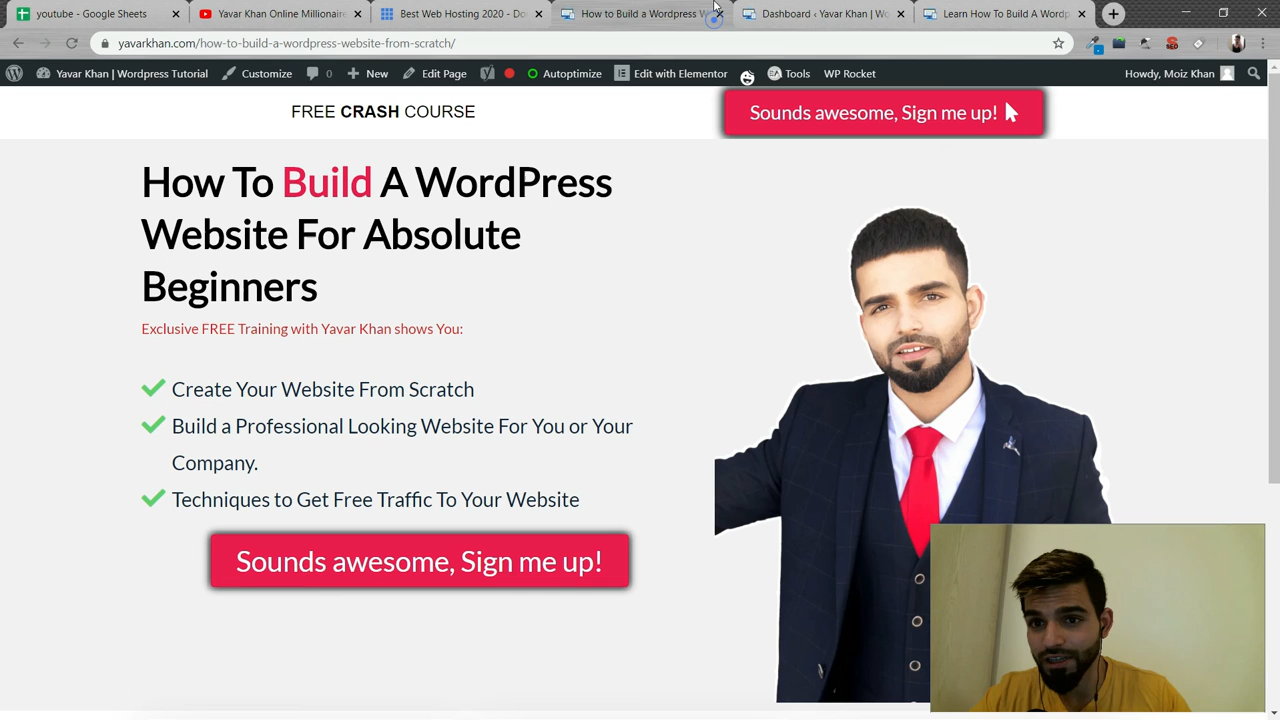 youtube - Google Sheets
Yavar Khan Online Millionaire
Best Web Hosting 2020 - Do
How to Build a Wordpress W
Dashboard ‹ Yavar Khan | Wo
Learn How To Build A Wordp
yavarkhan.com/how-to-build-a-wordpress-website-from-scratch/
SEO
Yavar Khan | Wordpress Tutorial
Customize
0
New
Edit Page
Autoptimize
Edit with Elementor
EA
Tools
WP Rocket
Howdy, Moiz Khan
FREE CRASH COURSE
Sounds awesome, Sign me up!
How To Build A WordPress
Website For Absolute
Beginners
Exclusive FREE Training with Yavar Khan shows You:
Create Your Website From Scratch
Build a Professional Looking Website For You or Your
Company.
Techniques to Get Free Traffic To Your Website
Sounds awesome, Sign me up!